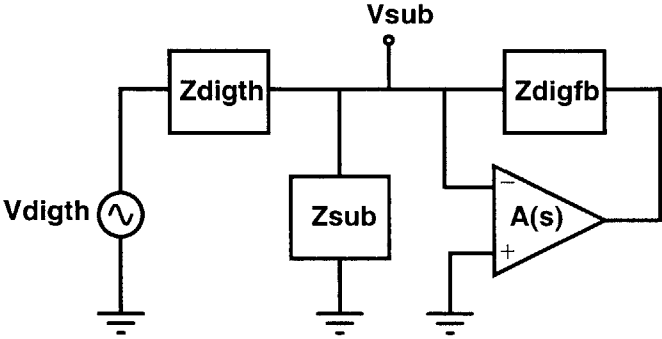 Vsub
Zdigth
Zdigfb
Vdigth
Zsub
−
A(s)
+